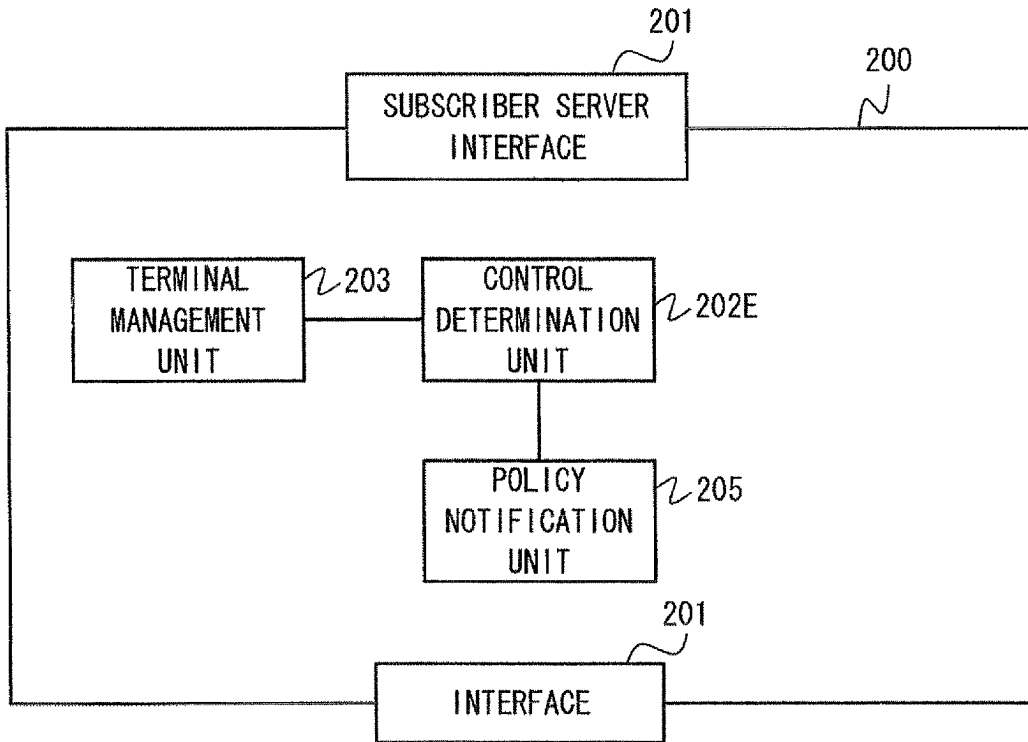 201
200
SUBSCRIBER SERVER
INTERFACE
TERMINAL
MANAGEMENT
UNIT
203
CONTROL
DETERMINATION
UNIT
202E
POLICY
NOTIFICATION
UNIT
205
201
INTERFACE